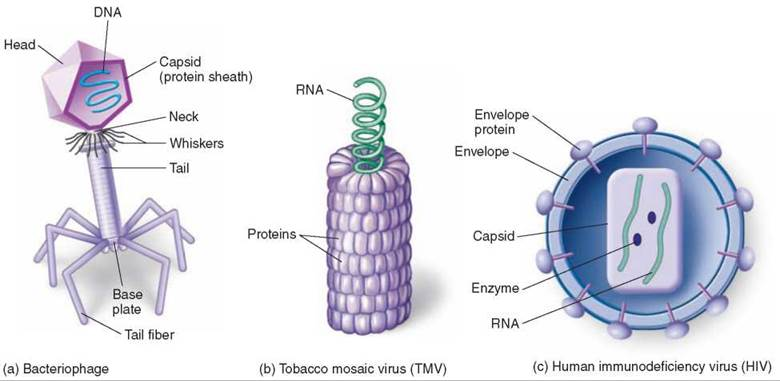 DNA
Head
Capsid
(protein sheath)
Neck
Whiskers
Tail
Base
plate
Tail fiber
(a) Bacteriophage
RNA
Proteins
(b) Tobacco mosaic virus (TMV)
Envelope
protein
Envelope
Capsid
Enzyme
RNA
(c) Human immunodeficiency virus (HIV)